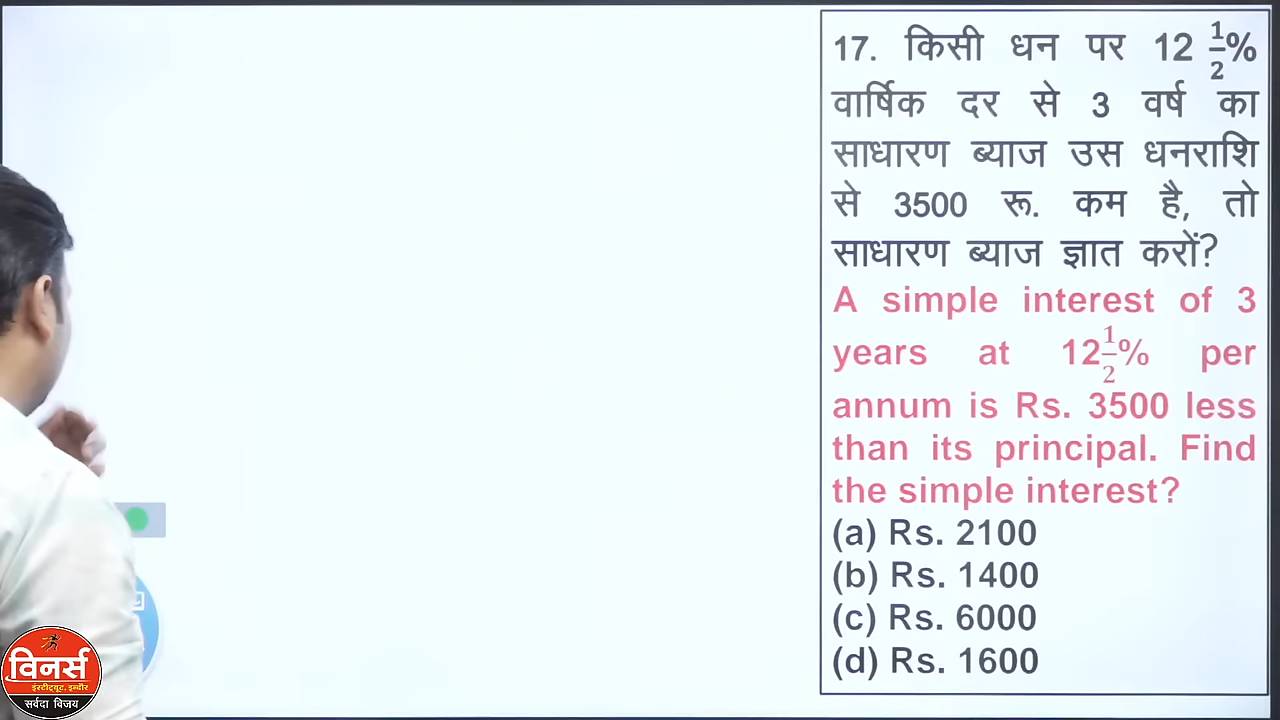 17. किसी धन पर 12 1/2%
वार्षिक दर से 3 वर्ष का
साधारण ब्याज उस धनराशि
से 3500 रू. कम है, तो
साधारण ब्याज ज्ञात करों?
A simple interest of 3
years at 12 1/2% per
annum is Rs. 3500 less
than its principal. Find
the simple interest?
(a) Rs. 2100
(b) Rs. 1400
(c) Rs. 6000
(d) Rs. 1600
विनर्स
इंस्टीट्यूट, इन्दौर
सर्वदा विजय